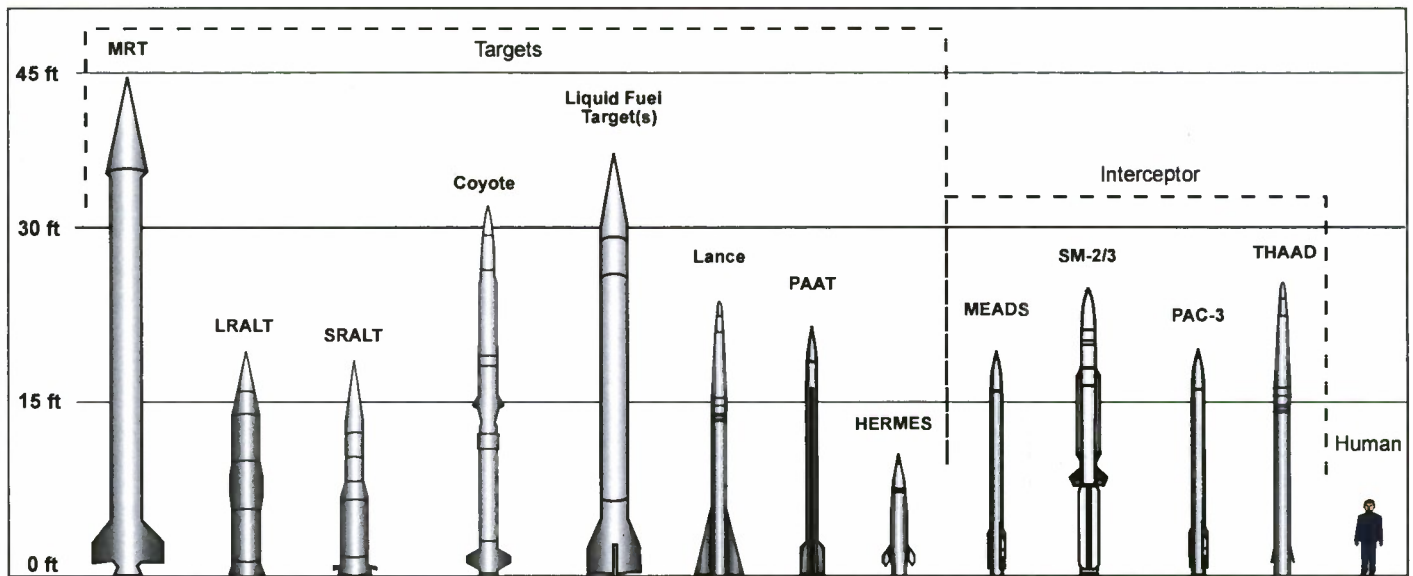 MRT
Targets
45 ft
Liquid Fuel
Target(s)
Interceptor
Coyote
30 ft
Lance
SM-2/3
THAAD
PAAT
MEADS
PAC-3
LRALT
SRALT
15 ft
HERMES
Human
0 ft